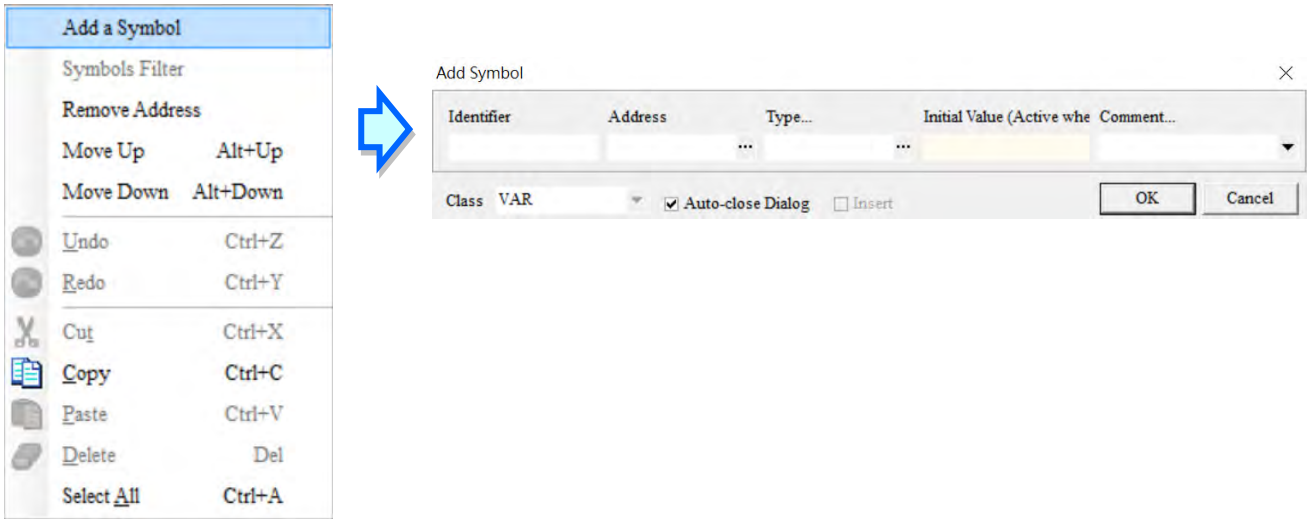 Add a Symbol
Symbols Filter
Remove Address
Move Up Alt+Up
Move Down Alt+Down
Undo Ctrl+Z
Redo Ctrl+Y
Cut Ctrl+X
Copy Ctrl+C
Paste Ctrl+V
Delete Del
Select All Ctrl+A
Add Symbol
Identifier Address Type... Initial Value (Active whe Comment...
... ...
Class VAR Auto-close Dialog Insert OK Cancel